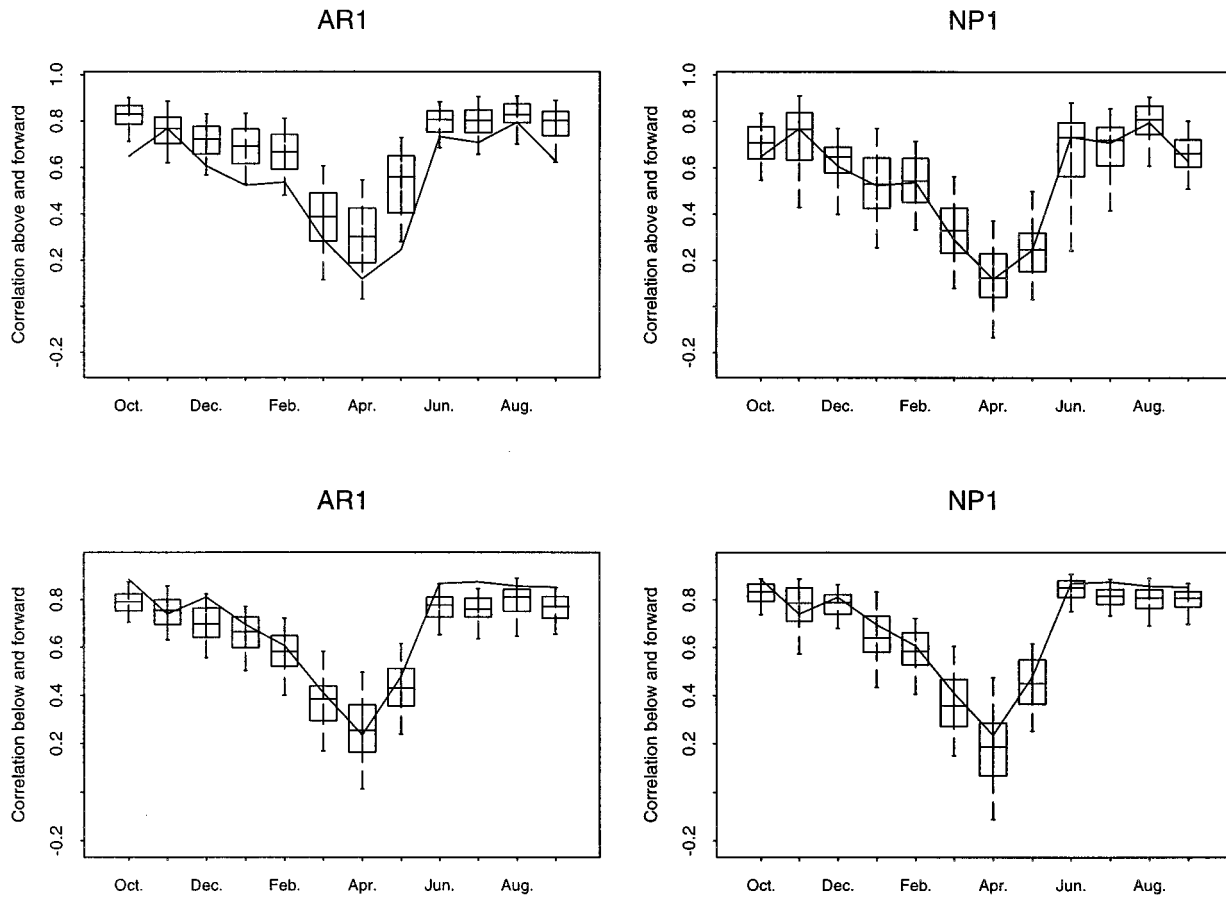 AR1
Correlation above and forward
1.0
0.8
0.6
0.4
0.2
-0.2
Oct.
Dec.
Feb.
Apr.
Jun.
Aug.
NP1
Correlation above and forward
1.0
0.8
0.6
0.4
0.2
-0.2
Oct.
Dec.
Feb.
Apr.
Jun.
Aug.
AR1
Correlation below and forward
0.8
0.6
0.4
0.2
-0.2
Oct.
Dec.
Feb.
Apr.
Jun.
Aug.
NP1
Correlation below and forward
0.8
0.6
0.4
0.2
-0.2
Oct.
Dec.
Feb.
Apr.
Jun.
Aug.